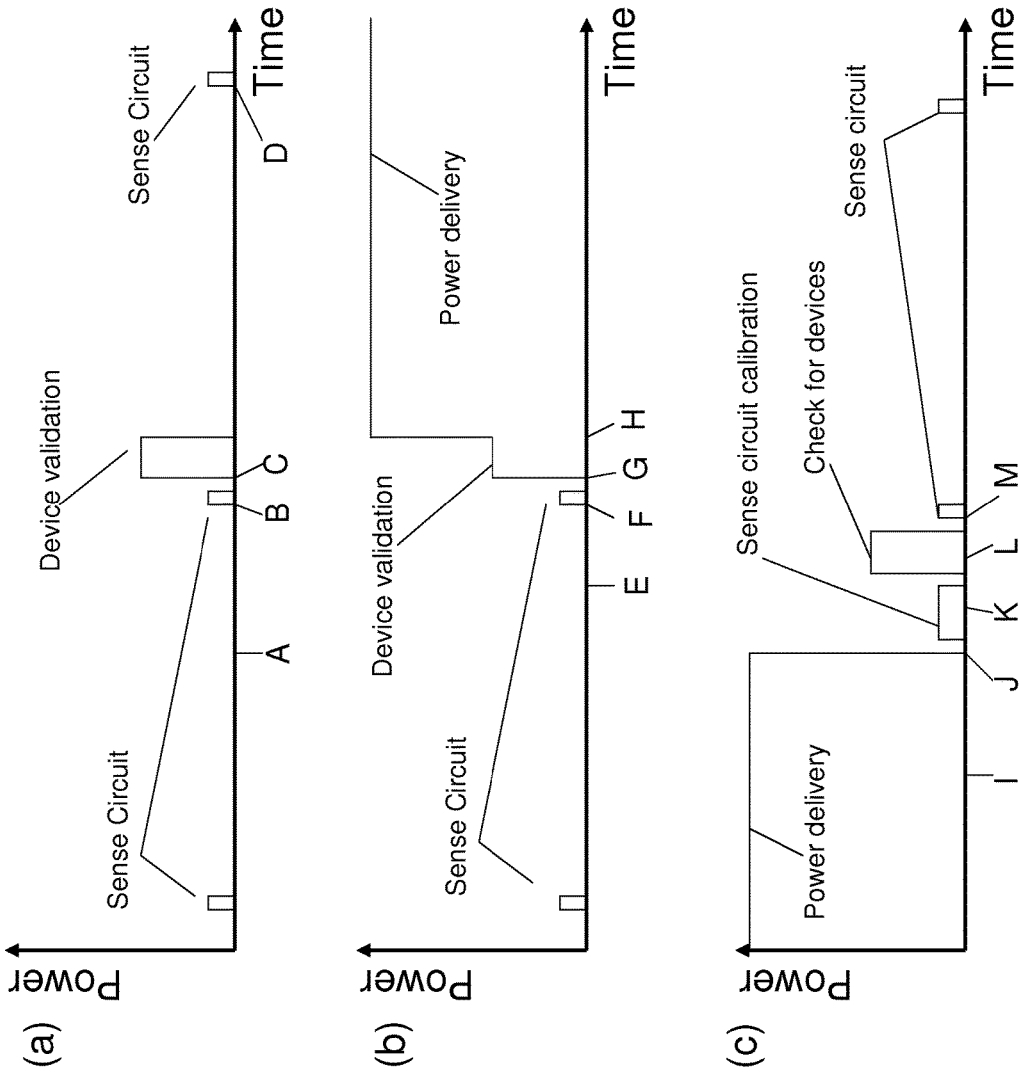 (a)
Power
Sense Circuit
Device validation
Sense Circuit
A
B
C
D
Time
(b)
Power
Sense Circuit
Device validation
Power delivery
E
F
G
H
Time
(c)
Power
Power delivery
Sense circuit calibration
Check for devices
Sense circuit
I
J
K
L
M
Time